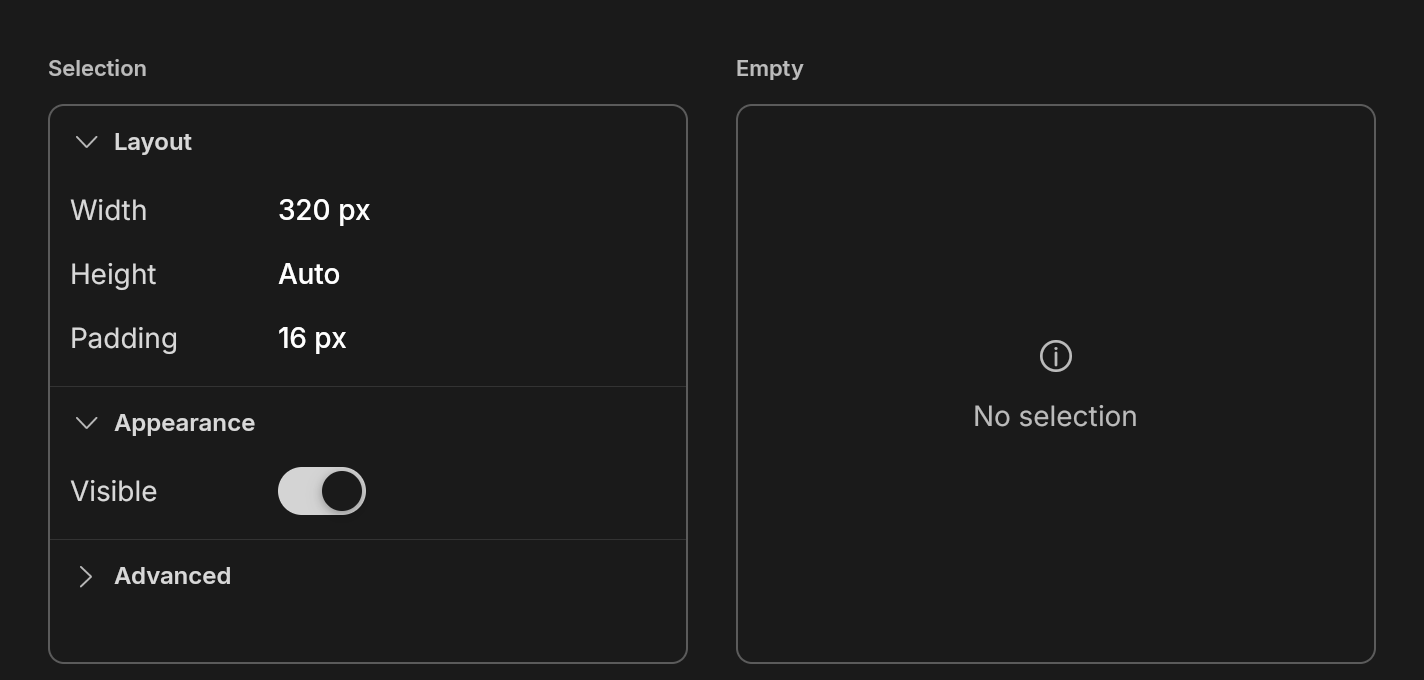 Selection
Layout
Width 320 px
Height Auto
Padding 16 px
Appearance
Visible
Advanced
Empty
No selection